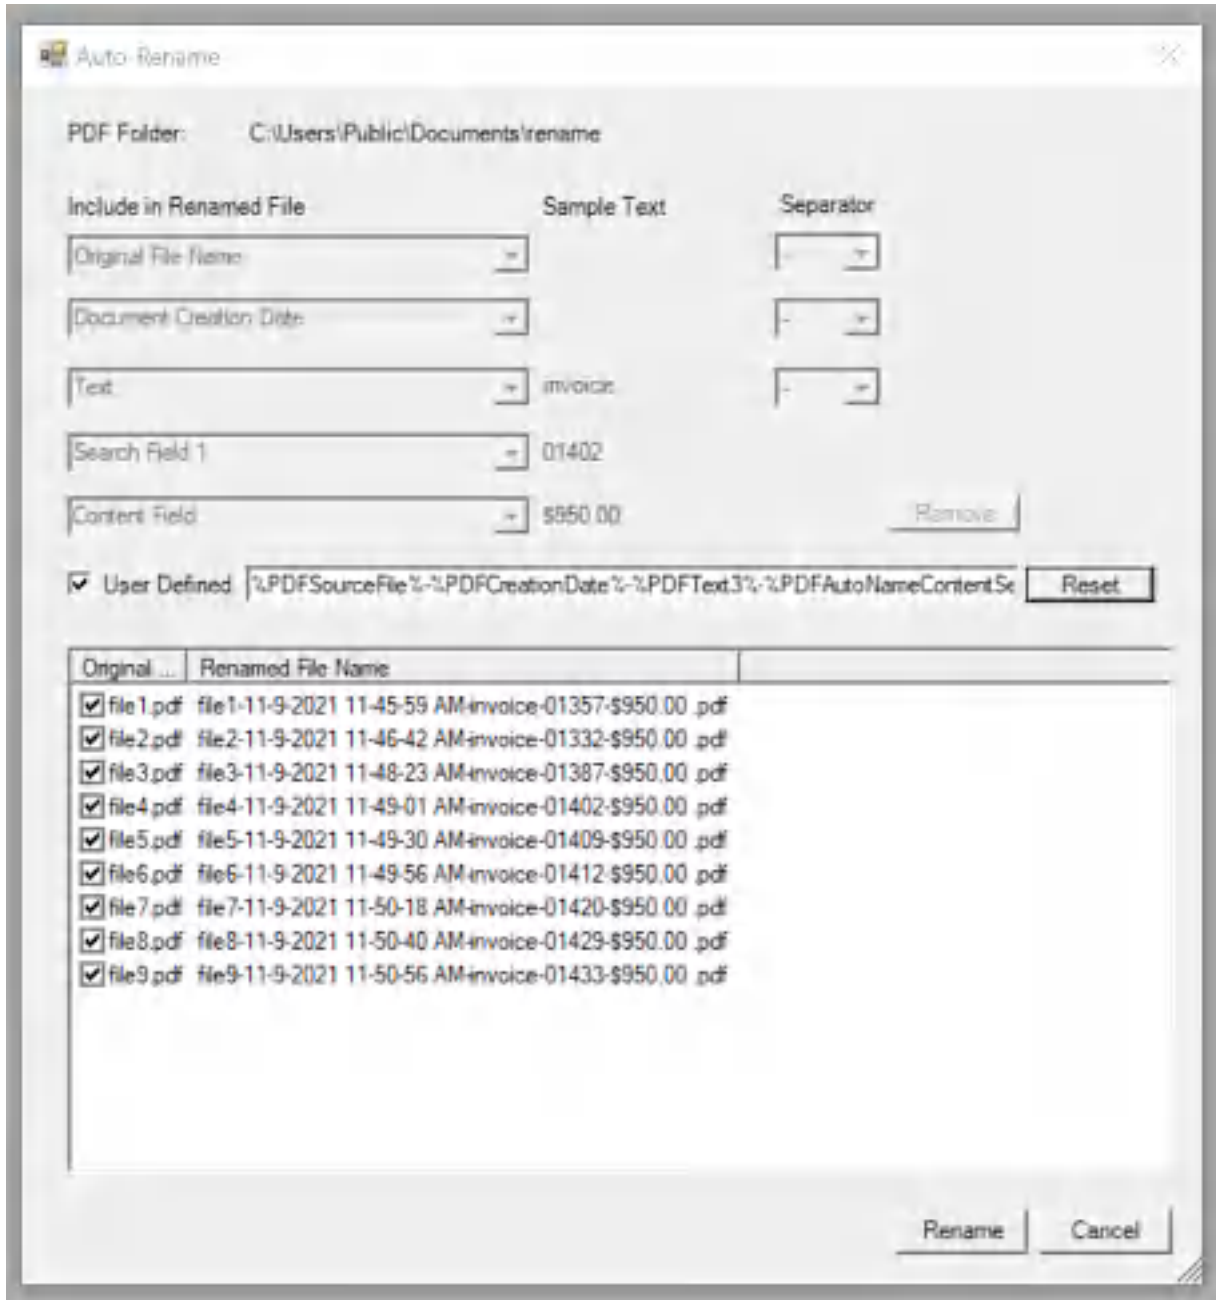 Auto-Rename
PDF Folder: C:\Users\Public\Documents\rename
Include in Renamed File Sample Text Separator
Original File Name -
Document Creation Date -
Text invoice -
Search Field 1 01402
Content Field $950.00 Remove
User Defined %PDFSourceFile%-%PDFCreationDate%-%PDFText3%-%PDFAutoNameContentSe Reset
Original ... Renamed File Name
file1.pdf file1-11-9-2021 11-45-59 AM-invoice-01357-$950.00 .pdf
file2.pdf file2-11-9-2021 11-46-42 AM-invoice-01332-$950.00 .pdf
file3.pdf file3-11-9-2021 11-48-23 AM-invoice-01387-$950.00 .pdf
file4.pdf file4-11-9-2021 11-49-01 AM-invoice-01402-$950.00 .pdf
file5.pdf file5-11-9-2021 11-49-30 AM-invoice-01409-$950.00 .pdf
file6.pdf file6-11-9-2021 11-49-56 AM-invoice-01412-$950.00 .pdf
file7.pdf file7-11-9-2021 11-50-18 AM-invoice-01420-$950.00 .pdf
file8.pdf file8-11-9-2021 11-50-40 AM-invoice-01429-$950.00 .pdf
file9.pdf file9-11-9-2021 11-50-56 AM-invoice-01433-$950.00 .pdf
Rename Cancel